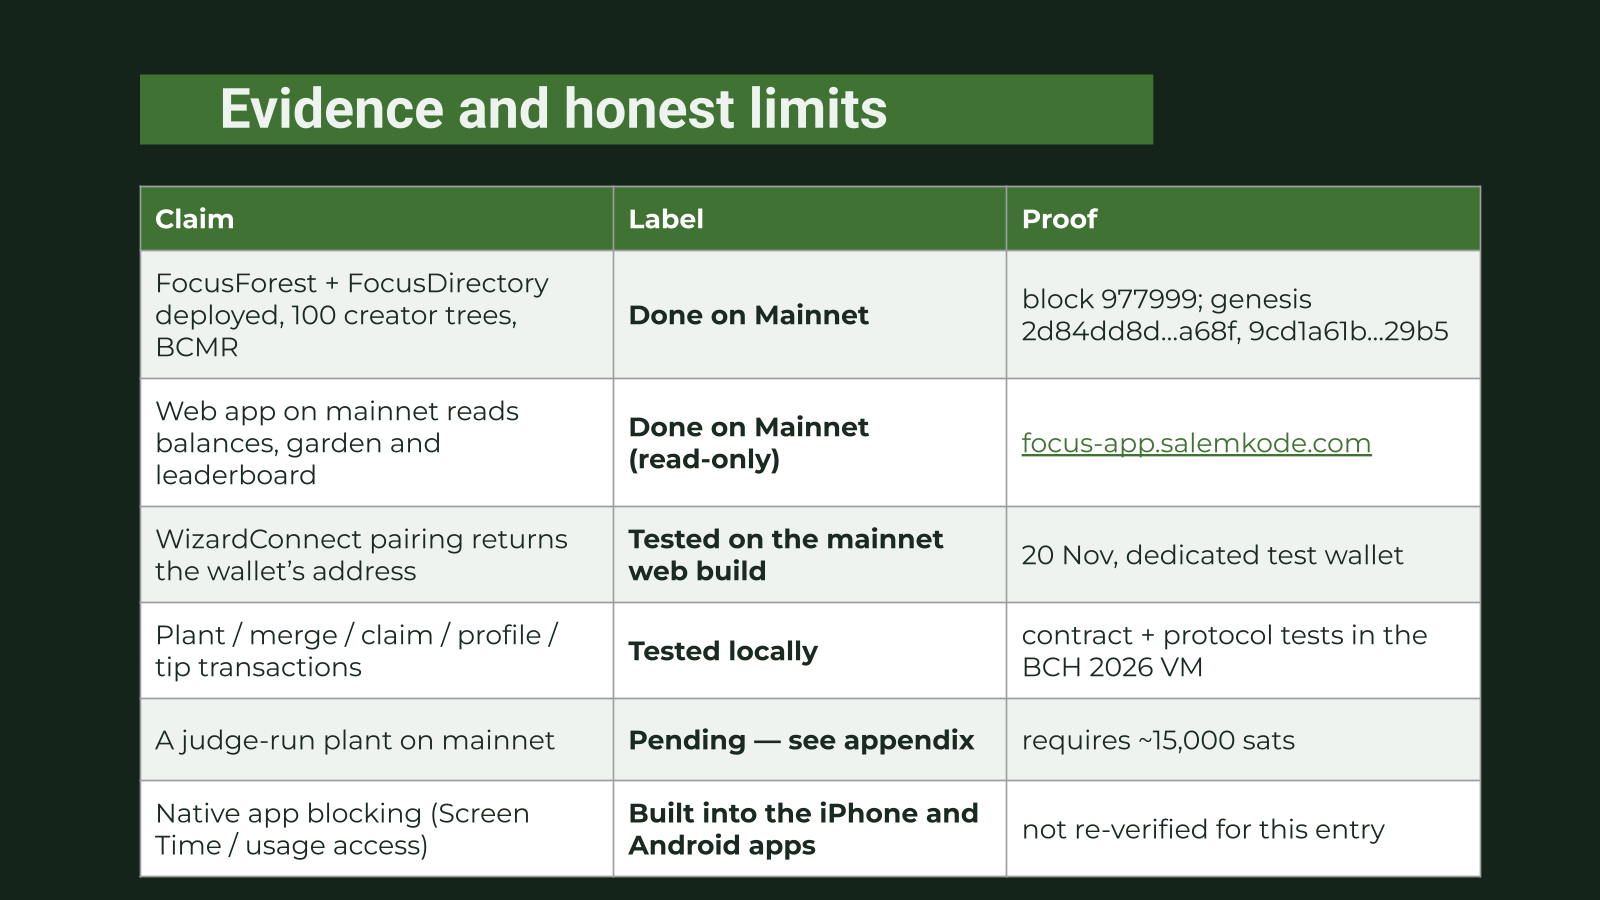 Evidence and honest limits
Claim
Label
Proof
FocusForest + FocusDirectory
deployed, 100 creator trees,
BCMR
Done on Mainnet
block 977999; genesis
2d84dd8d...a68f, 9cd1a61b...29b5
Web app on mainnet reads
balances, garden and
leaderboard
Done on Mainnet
(read-only)
focus-app.salemkode.com
WizardConnect pairing returns
the wallet’s address
Tested on the mainnet
web build
20 Nov, dedicated test wallet
Plant / merge / claim / profile /
tip transactions
Tested locally
contract + protocol tests in the
BCH 2026 VM
A judge-run plant on mainnet
Pending — see appendix
requires ~15,000 sats
Native app blocking (Screen
Time / usage access)
Built into the iPhone and
Android apps
not re-verified for this entry